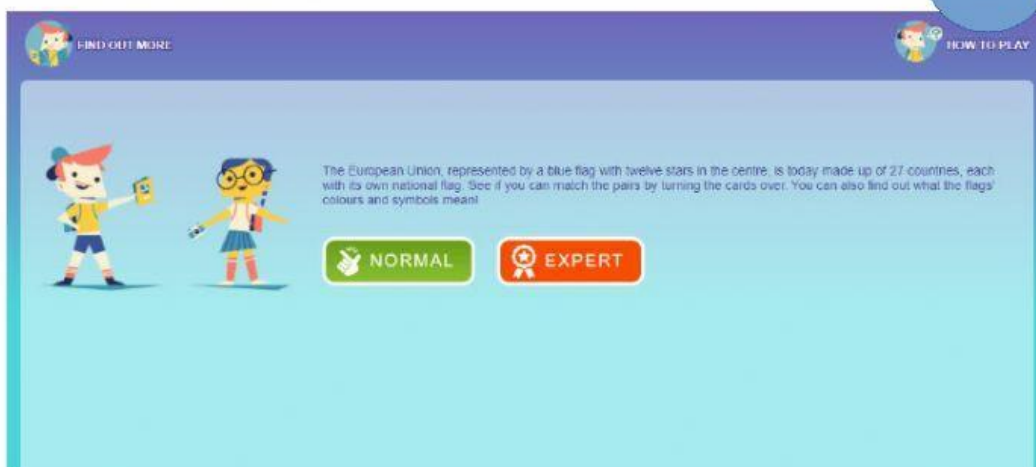 FIND OUT MORE
HOW TO PLAY
The European Union, represented by a blue flag with twelve stars in the centre, is today made up of 27 countries, each
with its own national flag. See if you can match the pairs by turning the cards over. You can also find out what the flags'
colours and symbols mean!
NORMAL
EXPERT